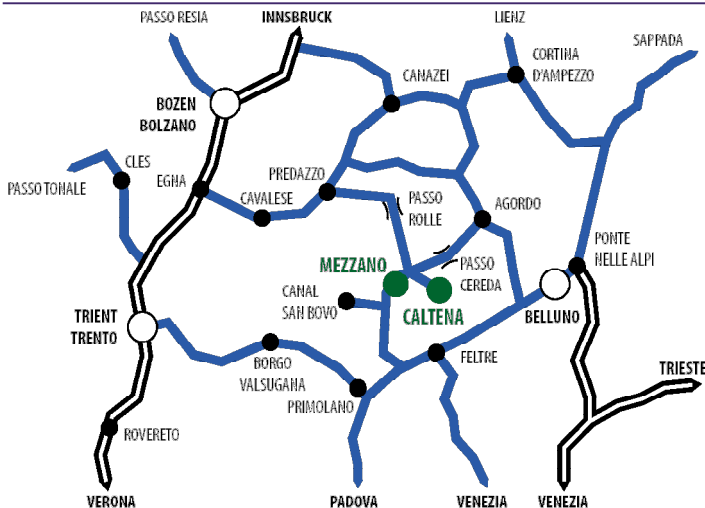 PASSO RESIA
INNSBRUCK
LIENZ
SAPPADA
CORTINA
D'AMPEZZO
CANAZEI
BOZEN
BOLZANO
CLES
PASSO TONALE
EGNA
PREDAZZO
CAVALESE
PASSO
ROLLE
AGORDO
PONTE
NELLE ALPI
MEZZANO
PASSO
CEREDA
CANAL
SAN BOVO
CALTENA
BELLUNO
TRIENT
TRENTO
BORGO
VALSUGANA
FELTRE
TRIESTE
PRIMOLANO
ROVERETO
VERONA
PADOVA
VENEZIA
VENEZIA